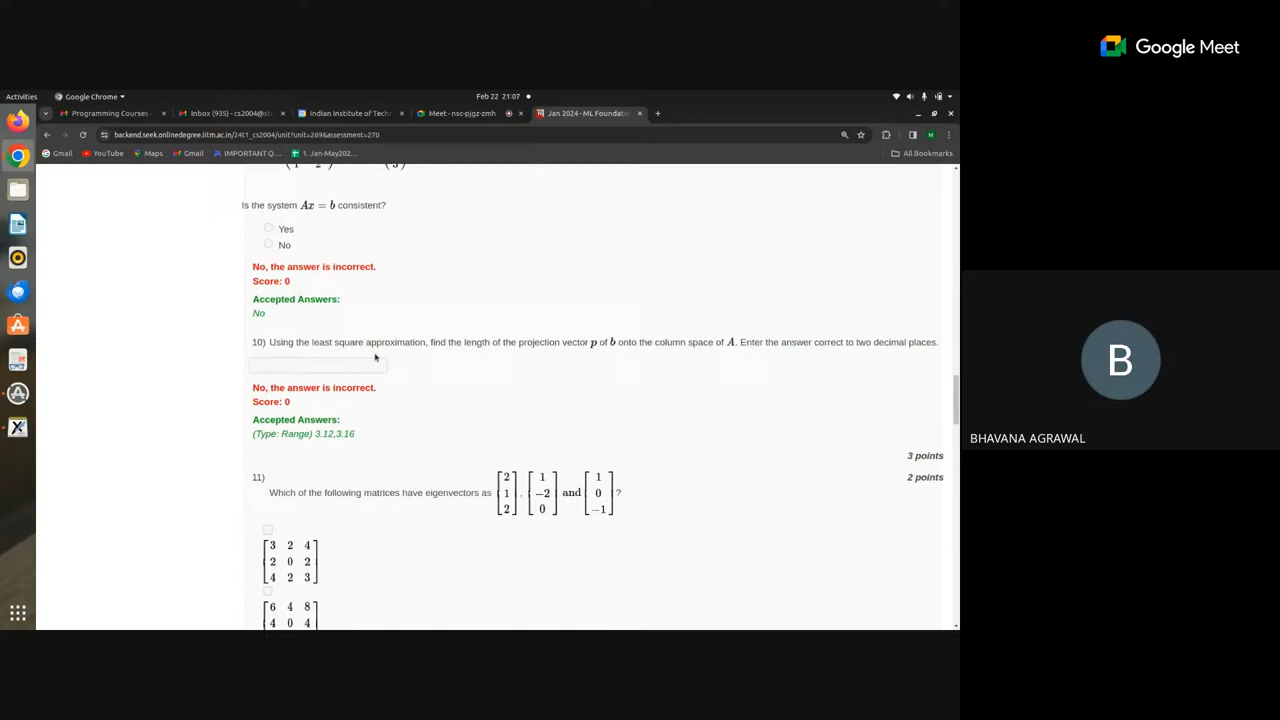 Google Meet
Activities
Google Chrome
Feb 22 21:07
Programming Courses
Inbox (935) - cs2004@st
Indian Institute of Tech
Meet - nsc-pjgz-zmh
Jan 2024 - ML Foundatio
backend.seek.onlinedegree.iitm.ac.in/24t1_cs2004/unit?unit=269&assessment=270
Gmail
YouTube
Maps
Gmail
IMPORTANT Q...
1. Jan-May202...
All Bookmarks
Is the system Ax = b consistent?
Yes
No
No, the answer is incorrect.
Score: 0
Accepted Answers:
No
10) Using the least square approximation, find the length of the projection vector p of b onto the column space of A. Enter the answer correct to two decimal places.
No, the answer is incorrect.
Score: 0
Accepted Answers:
(Type: Range) 3.12,3.16
3 points
11)
2 points
Which of the following matrices have eigenvectors as [2 1 2], [1 −2 0] and [1 0 −1] ?
3 2 4
2 0 2
4 2 3
6 4 8
4 0 4
B
BHAVANA AGRAWAL